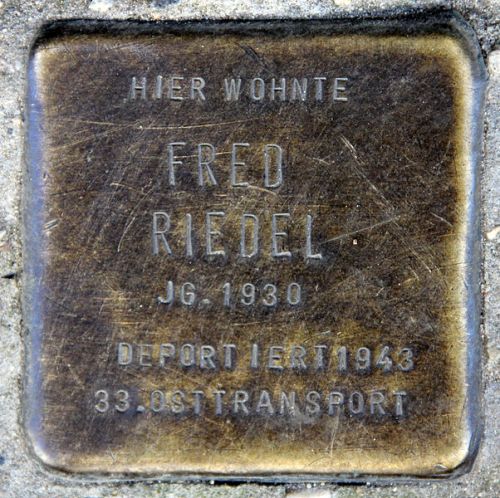 HIER WOHNTE
FRED
RIEDEL
JG.1930
DEPORTIERT 1943
33.OSTTRANSPORT